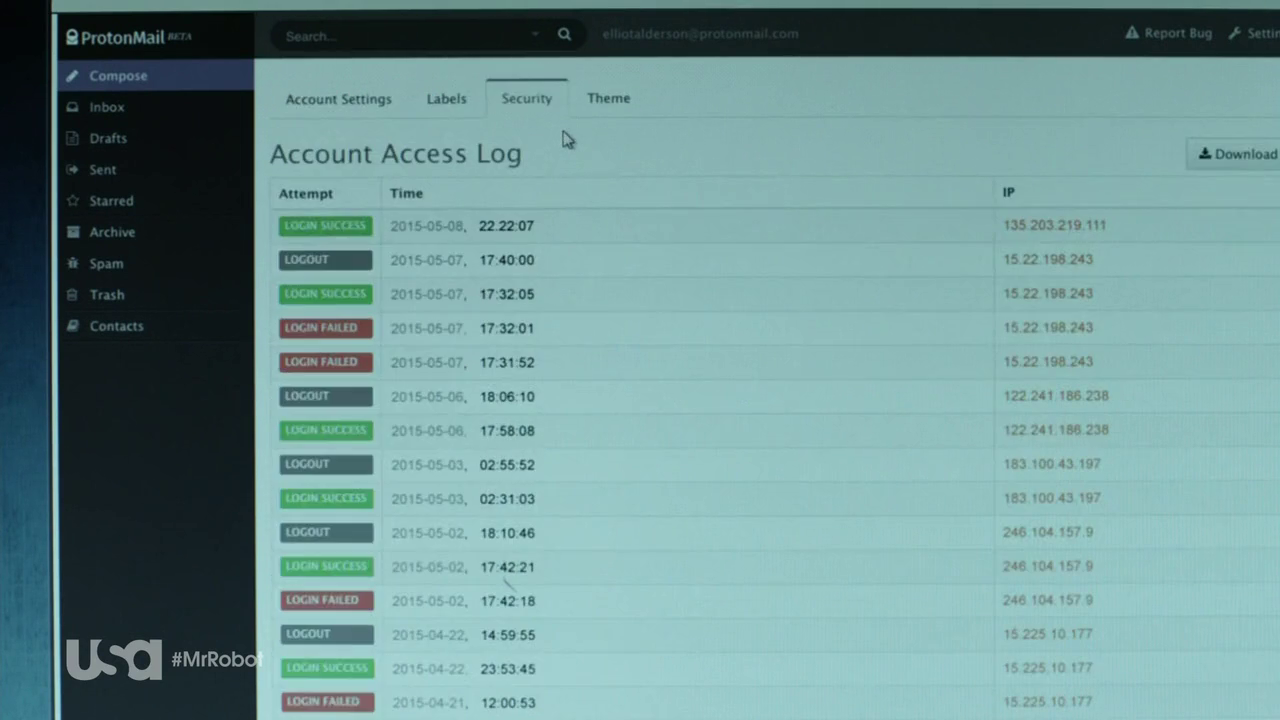 ProtonMail BETA
Search...
elliotalderson@protonmail.com
Report Bug
Settin
Compose
Inbox
Drafts
Sent
Starred
Archive
Spam
Trash
Contacts
Account Settings
Labels
Security
Theme
Account Access Log
Download
Attempt Time IP
LOGIN SUCCESS 2015-05-08, 22.22:07 135.203.219.111
LOGOUT 2015-05-07, 17:40:00 15.22.198.243
LOGIN SUCCESS 2015-05-07, 17:32:05 15.22.198.243
LOGIN FAILED 2015-05-07, 17:32:01 15.22.198.243
LOGIN FAILED 2015-05-07, 17:31:52 15.22.198.243
LOGOUT 2015-05-06, 18:06:10 122.241.186.238
LOGIN SUCCESS 2015-05-06, 17:58:08 122.241.186.238
LOGOUT 2015-05-03, 02:55:52 183.100.43.197
LOGIN SUCCESS 2015-05-03, 02:31:03 183.100.43.197
LOGOUT 2015-05-02, 18:10:46 246.104.157.9
LOGIN SUCCESS 2015-05-02, 17:42:21 246.104.157.9
LOGIN FAILED 2015-05-02, 17:42:18 246.104.157.9
LOGOUT 2015-04-22, 14:59:55 15.225.10.177
LOGIN SUCCESS 2015-04-22, 23:53:45 15.225.10.177
LOGIN FAILED 2015-04-21, 12:00:53 15.225.10.177
usa #MrRobot